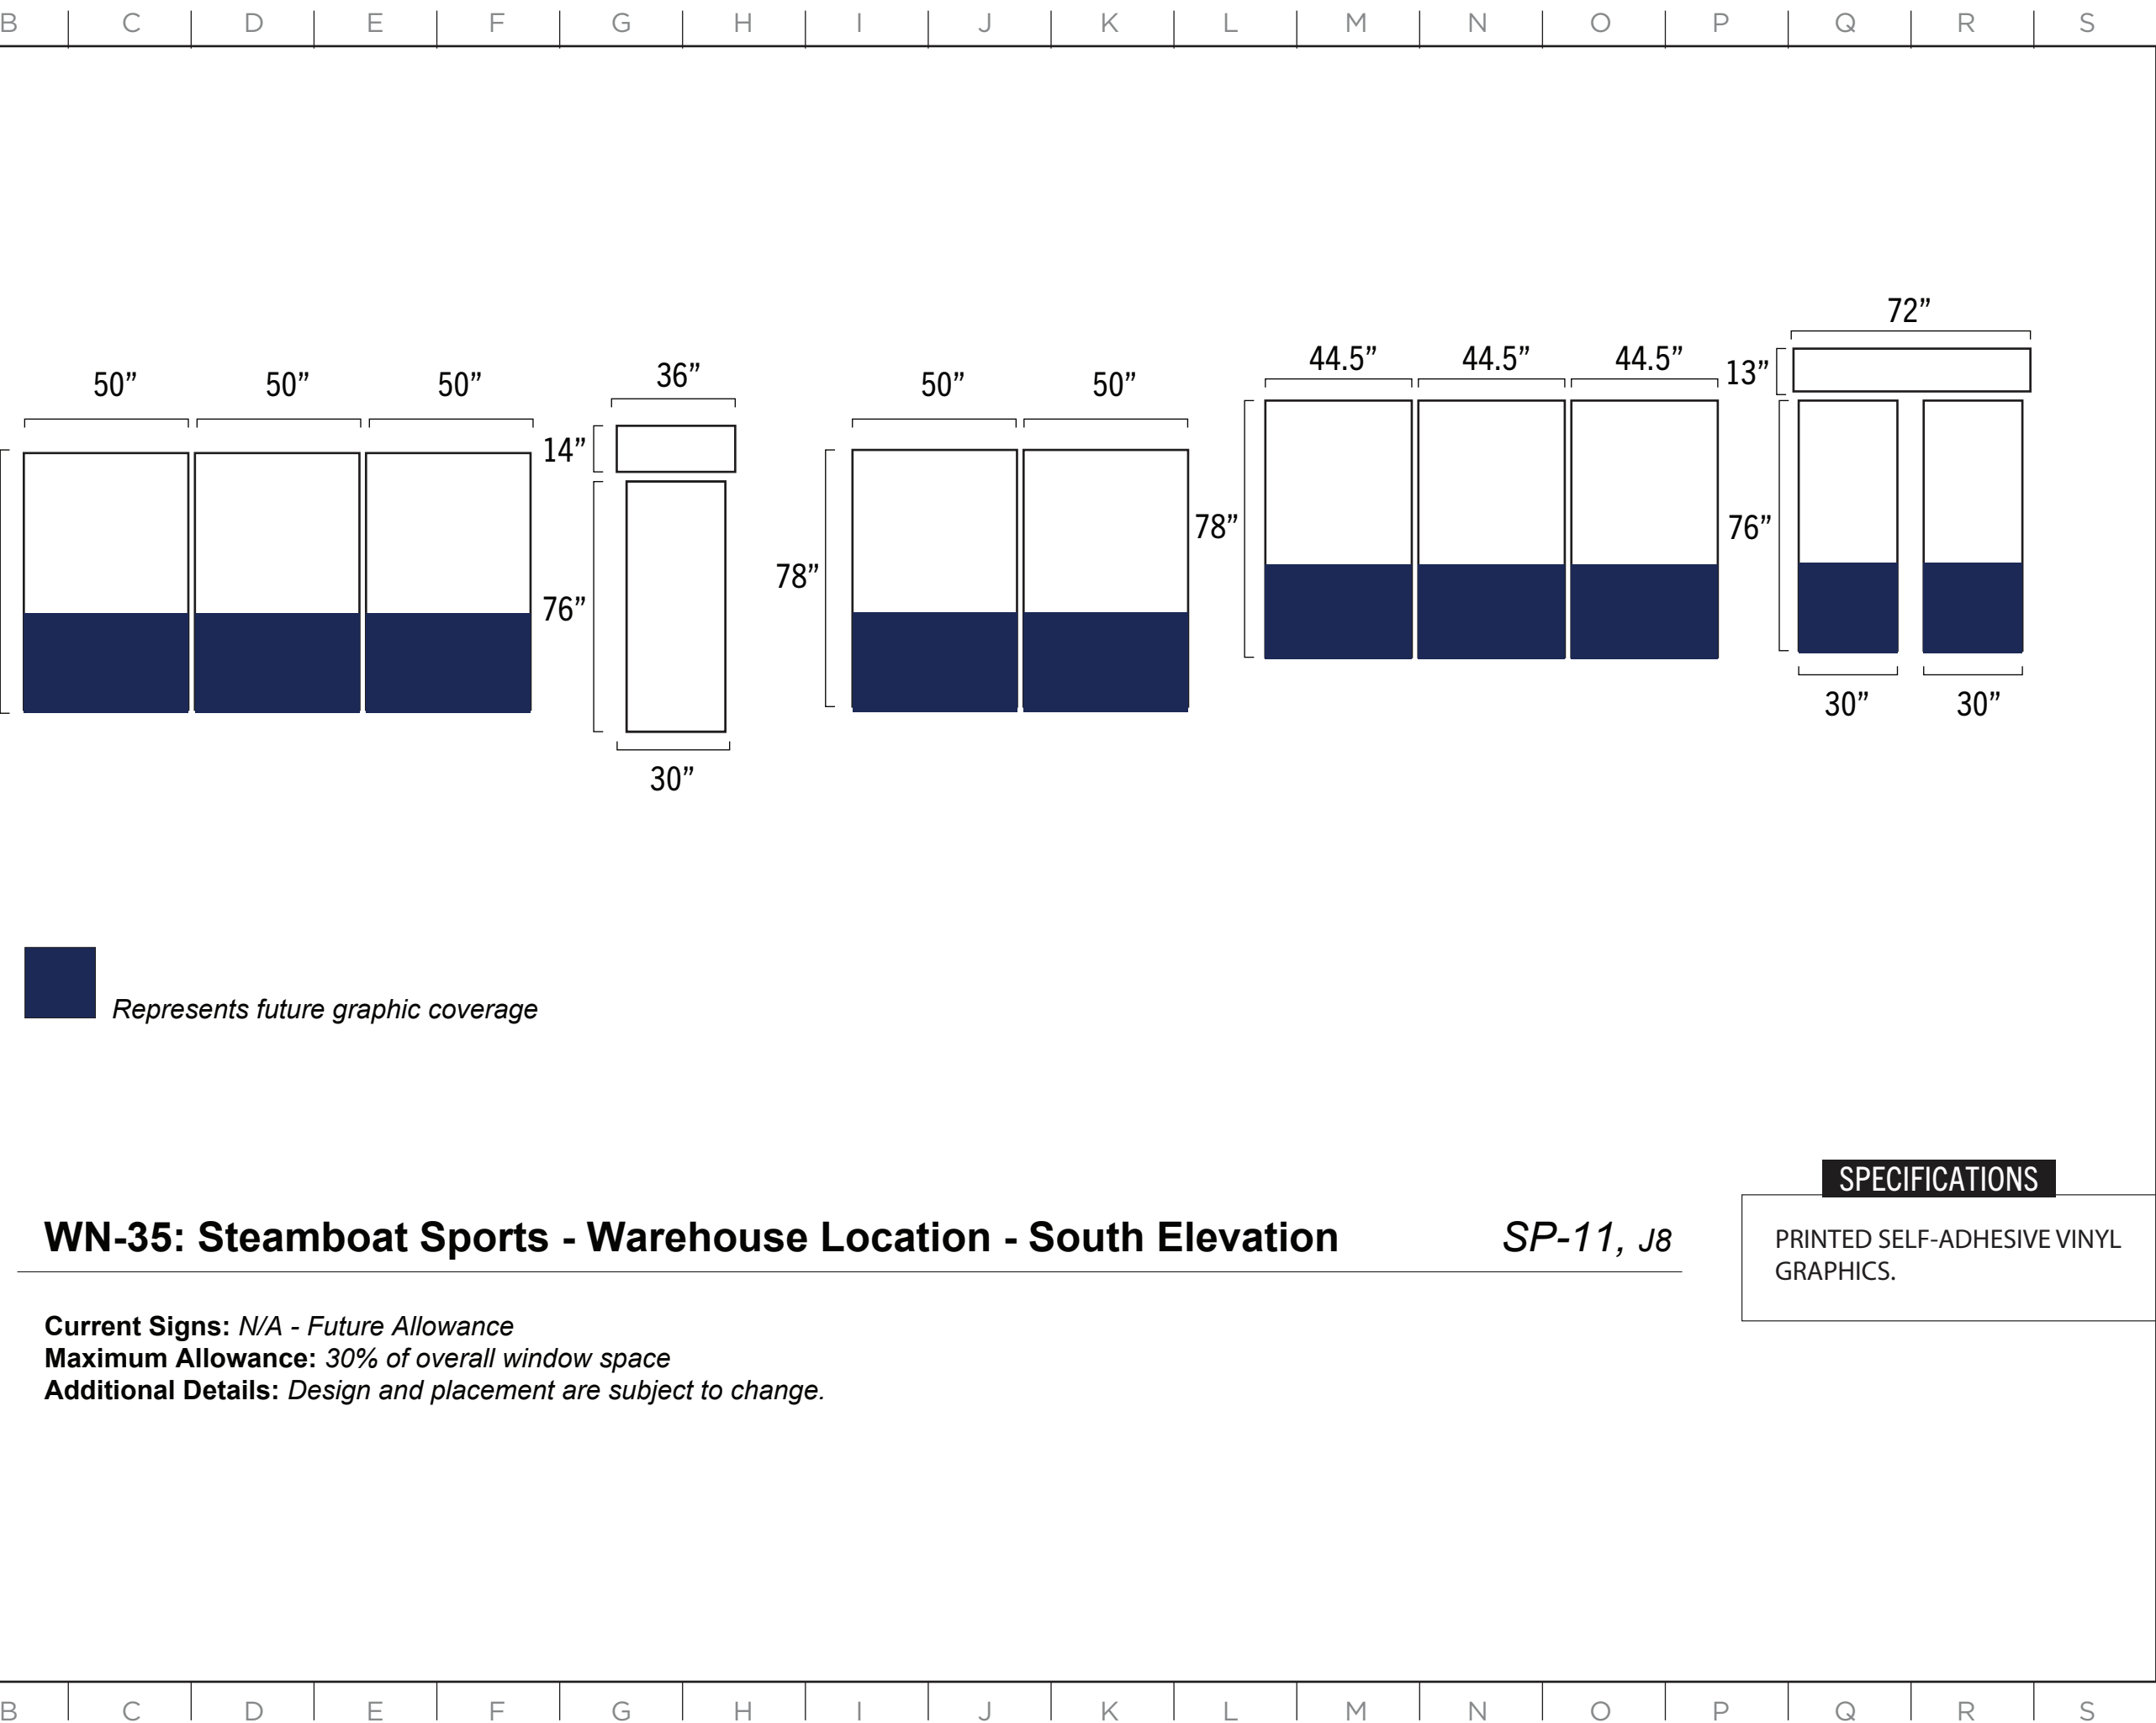 B C D E F G H I J K L M N O P Q R S
72”
44.5” 44.5” 44.5” 13”
50” 50” 50” 36” 50” 50”
14”
78” 78” 76”
76”
30” 30”
30”
Represents future graphic coverage
SPECIFICATIONS
WN-35: Steamboat Sports - Warehouse Location - South Elevation SP-11, J8
PRINTED SELF-ADHESIVE VINYL
GRAPHICS.
Current Signs: N/A - Future Allowance
Maximum Allowance: 30% of overall window space
Additional Details: Design and placement are subject to change.
B C D E F G H I J K L M N O P Q R S